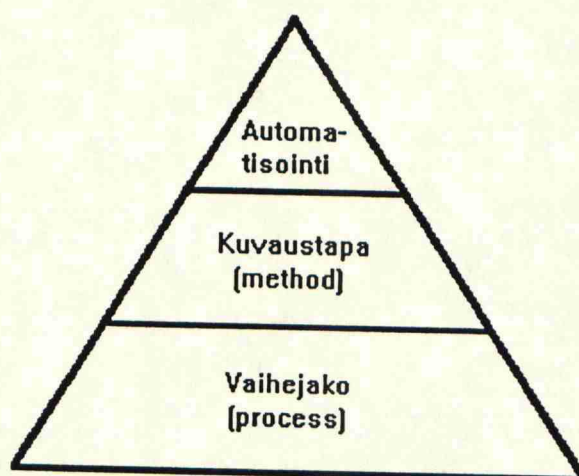 Automa-
tisointi
Kuvaustapa
(method)
Vaihejako
(process)